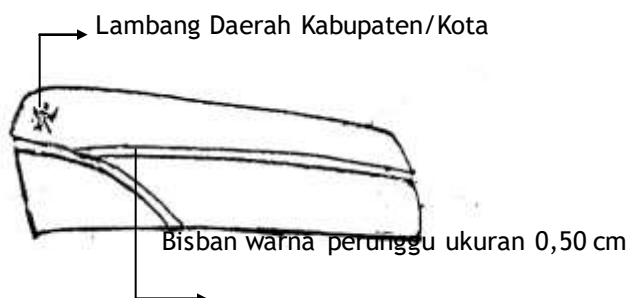 Lambang Daerah Kabupaten/Kota
Bisban warna perunggu ukuran 0,50 cm